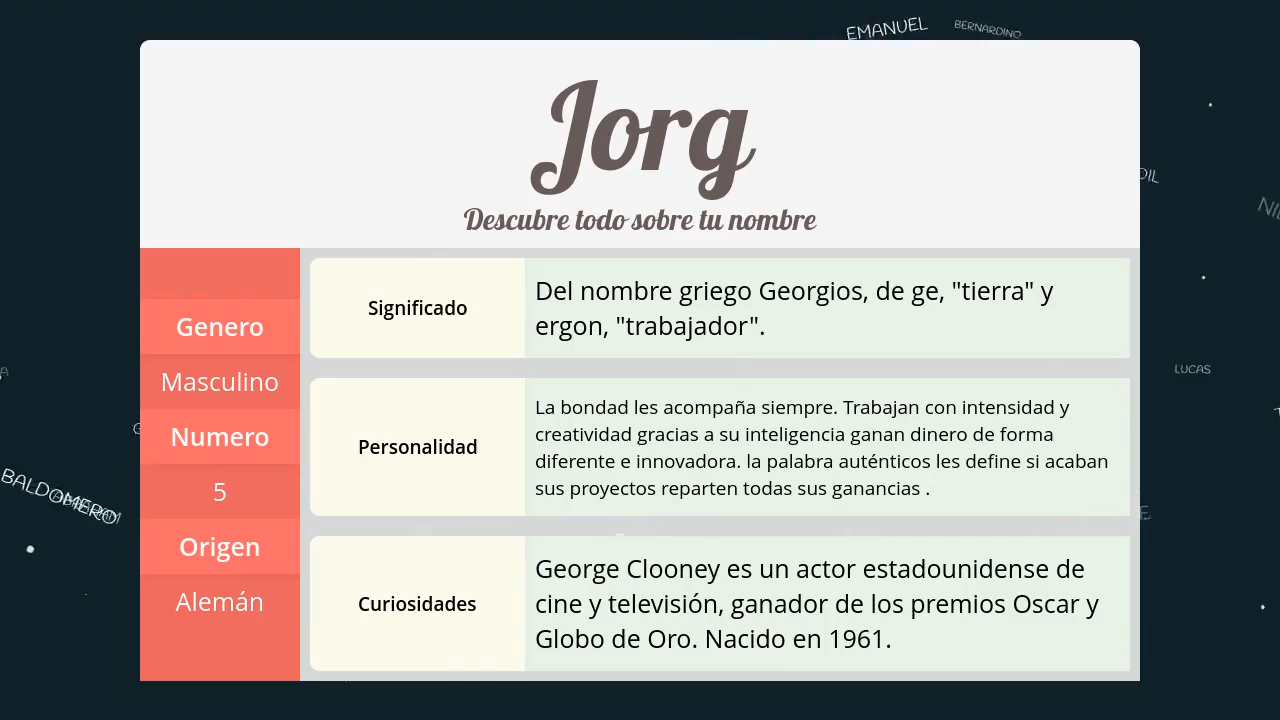 EMANUEL
BERNARDINO
Jorg
Descubre todo sobre tu nombre
Genero
Masculino
Numero
5
Origen
Alemán
Significado
Del nombre griego Georgios, de ge, "tierra" y
ergon, "trabajador".
Personalidad
La bondad les acompaña siempre. Trabajan con intensidad y
creatividad gracias a su inteligencia ganan dinero de forma
diferente e innovadora. la palabra auténticos les define si acaban
sus proyectos reparten todas sus ganancias .
Curiosidades
George Clooney es un actor estadounidense de
cine y televisión, ganador de los premios Oscar y
Globo de Oro. Nacido en 1961.
LUCAS
BALDOMERO